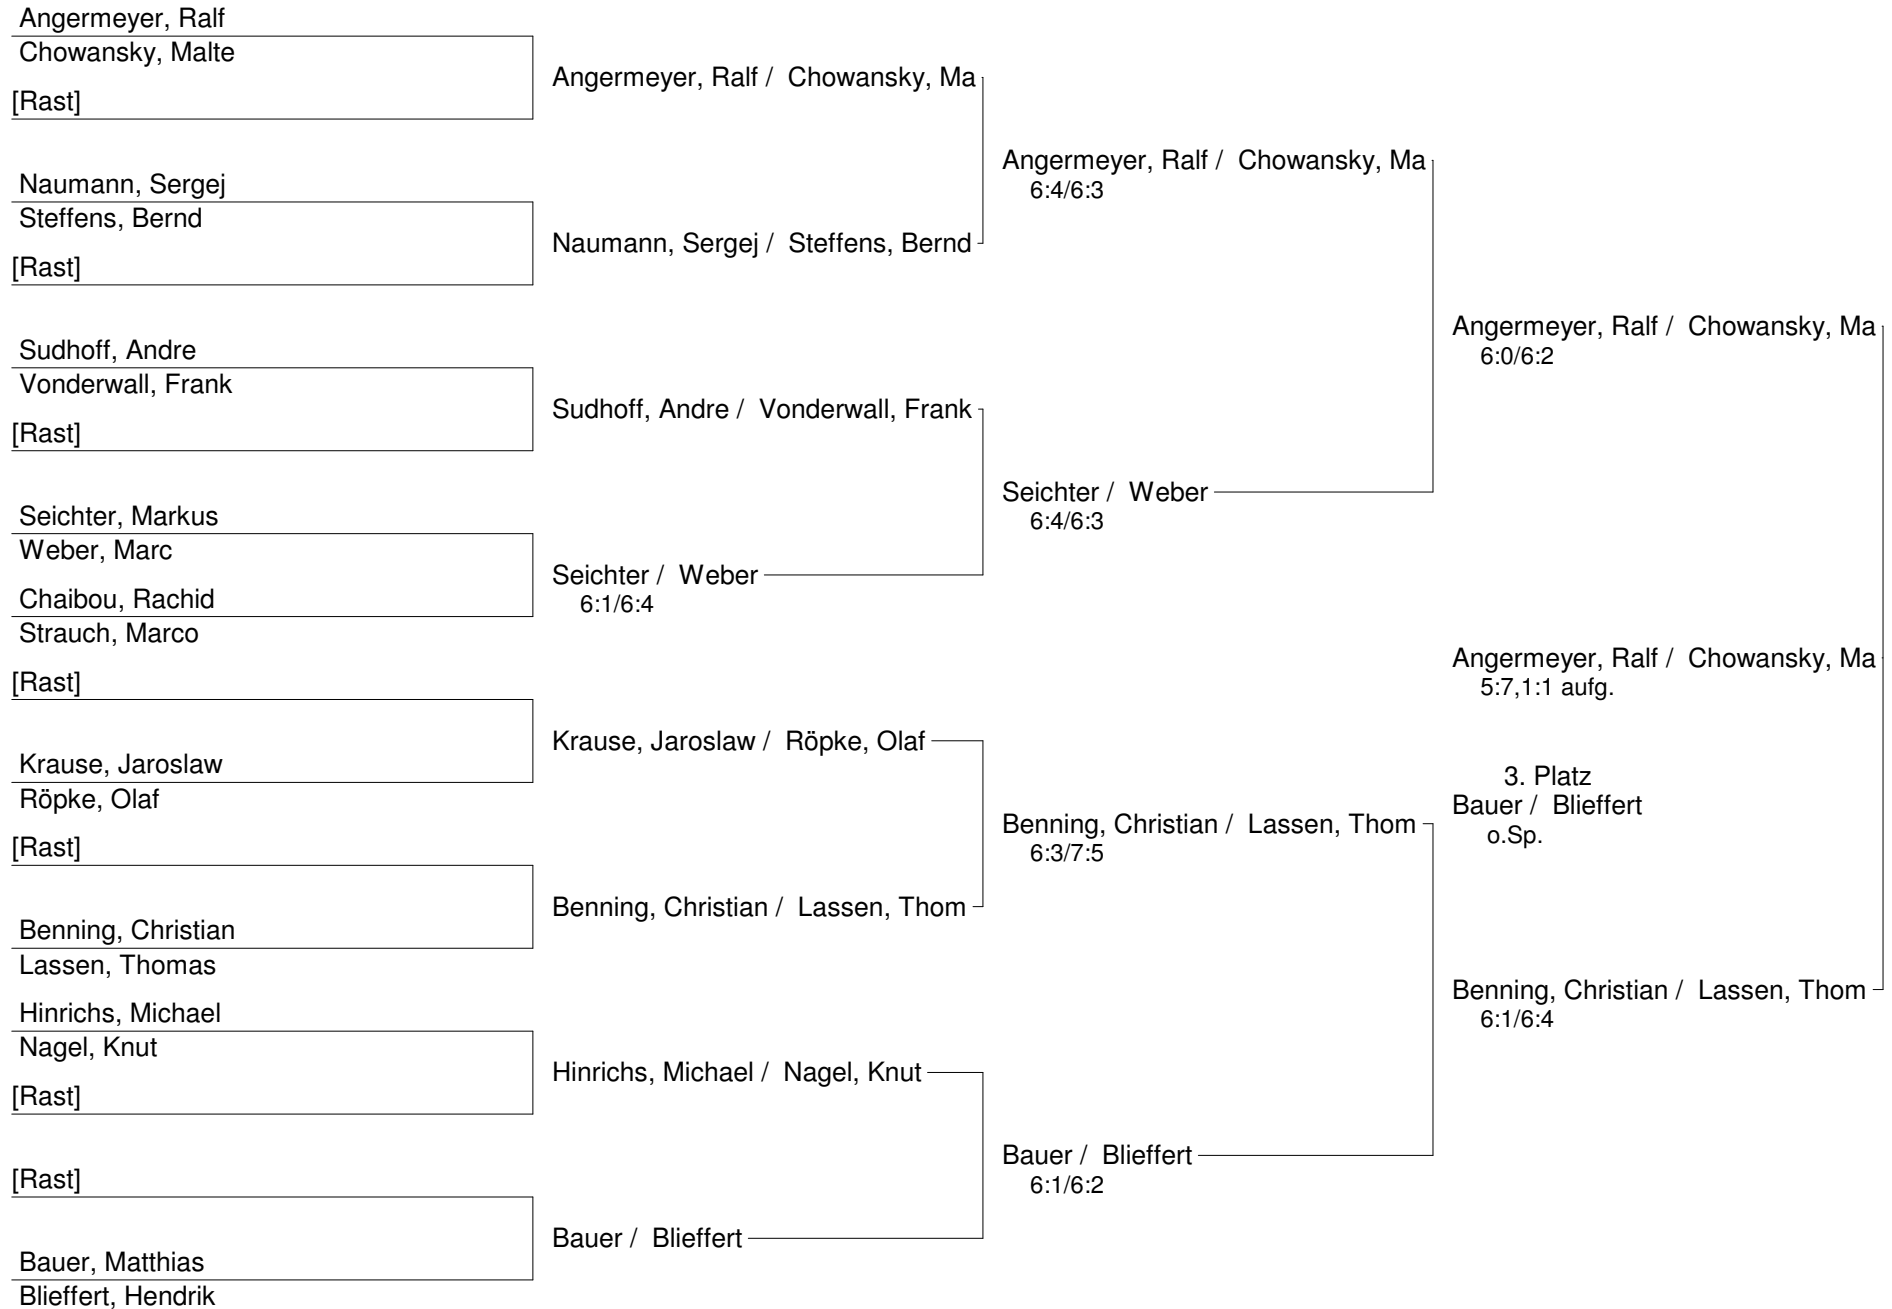 Angermeyer, Ralf
Chowansky, Malte
[Rast]
Naumann, Sergej
Steffens, Bernd
[Rast]
Sudhoff, Andre
Vonderwall, Frank
[Rast]
Seichter, Markus
Weber, Marc
Chaibou, Rachid
Strauch, Marco
[Rast]
Krause, Jaroslaw
Röpke, Olaf
[Rast]
Benning, Christian
Lassen, Thomas
Hinrichs, Michael
Nagel, Knut
[Rast]
[Rast]
Bauer, Matthias
Blieffert, Hendrik
Angermeyer, Ralf / Chowansky, Ma
Naumann, Sergej / Steffens, Bernd
Sudhoff, Andre / Vonderwall, Frank
Seichter / Weber
6:1/6:4
Krause, Jaroslaw / Röpke, Olaf
Benning, Christian / Lassen, Thom
Hinrichs, Michael / Nagel, Knut
Bauer / Blieffert
Angermeyer, Ralf / Chowansky, Ma
6:4/6:3
Seichter / Weber
6:4/6:3
Benning, Christian / Lassen, Thom
6:3/7:5
Bauer / Blieffert
6:1/6:2
Angermeyer, Ralf / Chowansky, Ma
6:0/6:2
Angermeyer, Ralf / Chowansky, Ma
5:7,1:1 aufg.
3. Platz
Bauer / Blieffert
o.Sp.
Benning, Christian / Lassen, Thom
6:1/6:4